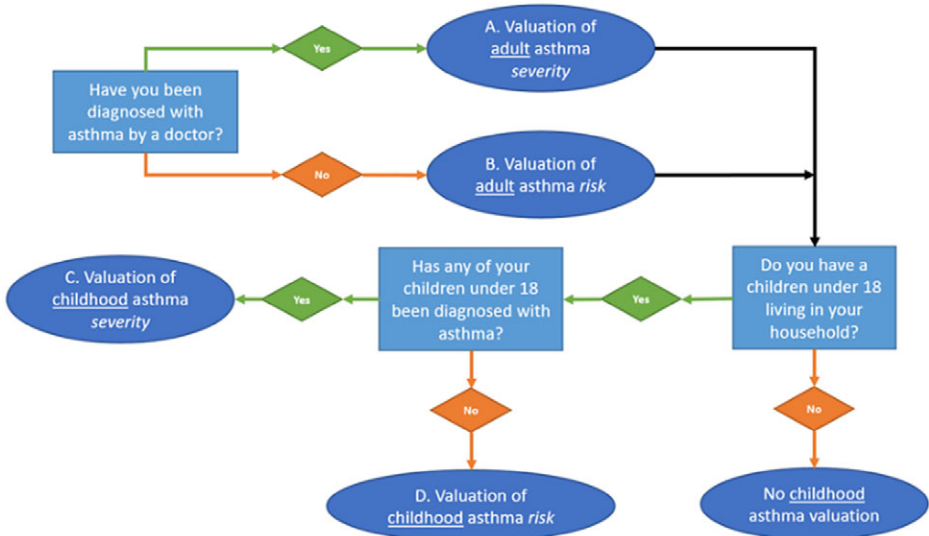 Have you been
diagnosed with
asthma by a doctor?
Yes
A. Valuation of
adult asthma
severity
No
B. Valuation of
adult asthma risk
Do you have a
children under 18
living in your
household?
Yes
Has any of your
children under 18
been diagnosed with
asthma?
Yes
C. Valuation of
childhood asthma
severity
No
D. Valuation of
childhood asthma risk
No
No childhood
asthma valuation